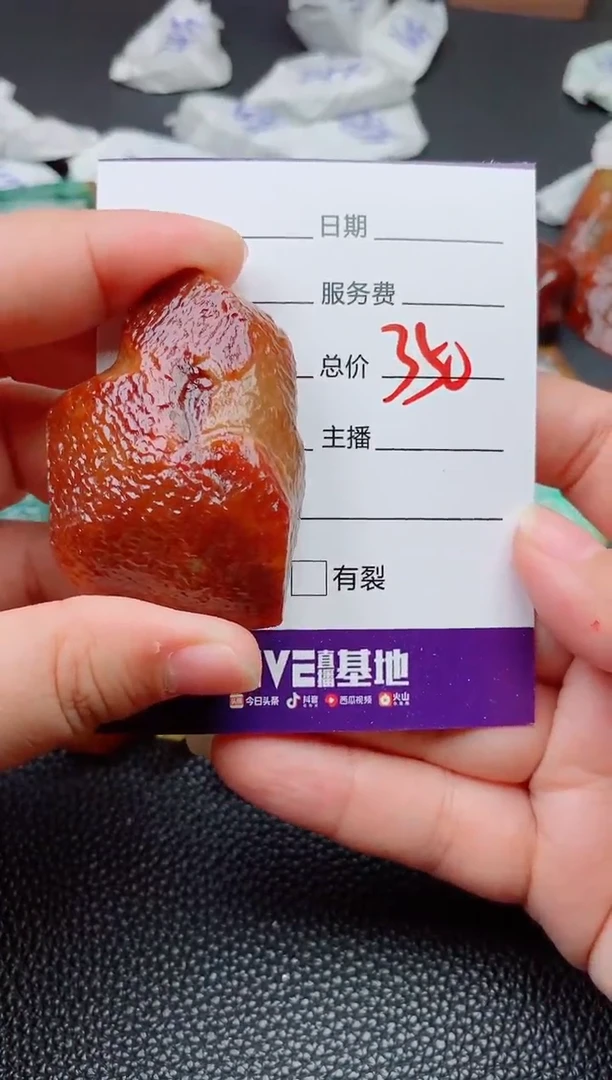 日期
服务费
总价 350
主播
有裂
IVE直播基地
今日头条 抖音 西瓜视频 火山